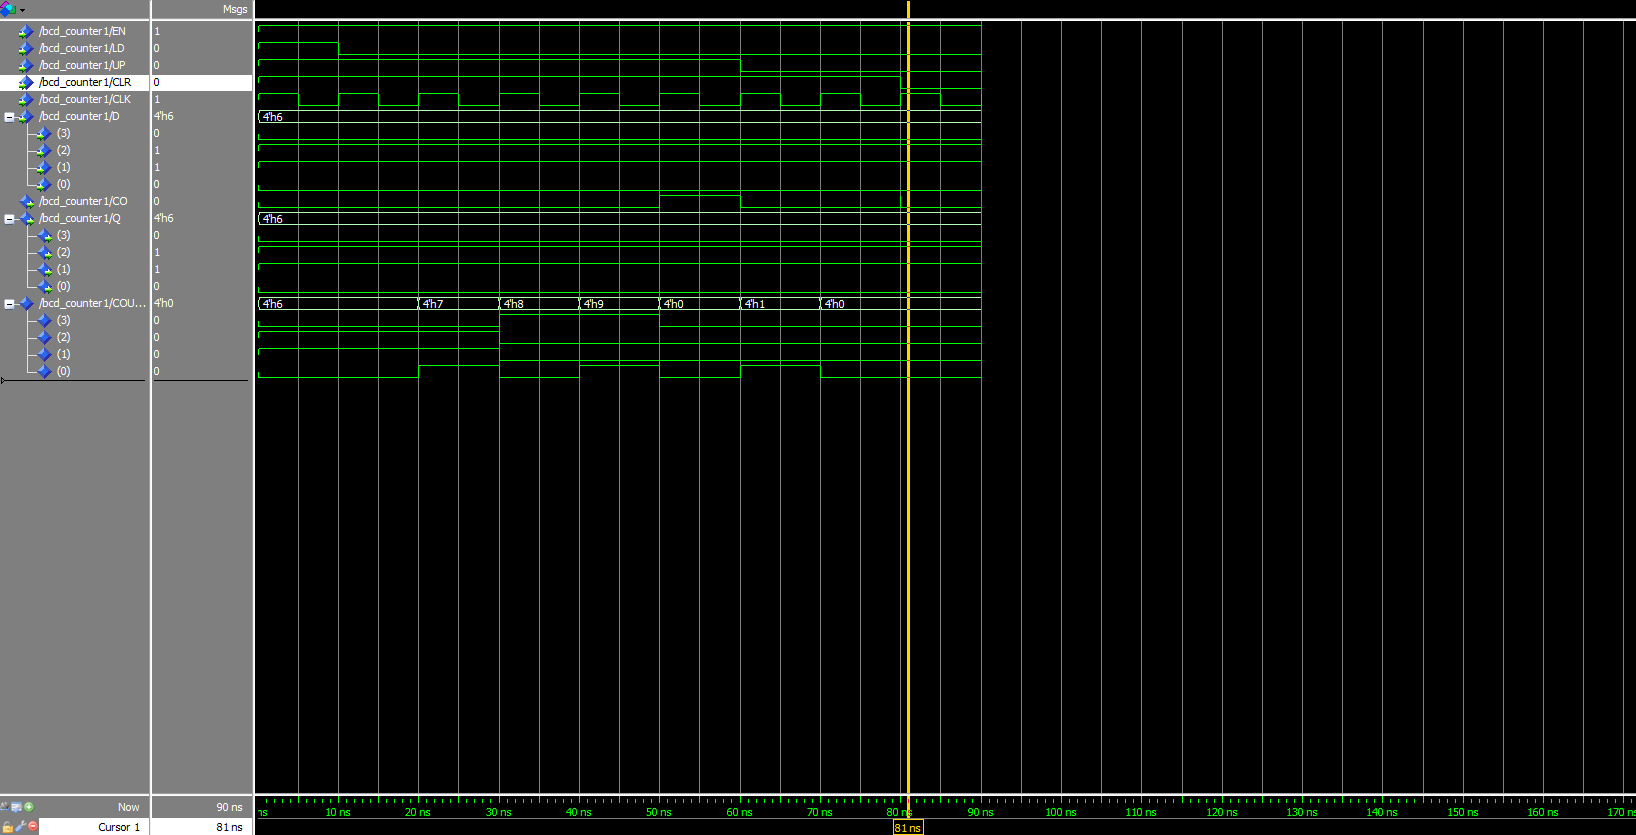 Msgs
/bcd_counter1/EN 1
/bcd_counter1/LD 0
/bcd_counter1/UP 0
/bcd_counter1/CLR 0
/bcd_counter1/CLK 1
/bcd_counter1/D 4'h6 4'h6
(3) 0
(2) 1
(1) 1
(0) 0
/bcd_counter1/CO 0
/bcd_counter1/Q 4'h6 4'h6
(3) 0
(2) 1
(1) 1
(0) 0
/bcd_counter1/COU... 4'h0 4'h6 4'h7 4'h8 4'h9 4'h0 4'h1 4'h0
(3) 0
(2) 0
(1) 0
(0) 0
Now 90 ns ns 10 ns 20 ns 30 ns 40 ns 50 ns 60 ns 70 ns 80 ns 90 ns 100 ns 110 ns 120 ns 130 ns 140 ns 150 ns 160 ns 170 ns
Cursor 1 81 ns 81 ns